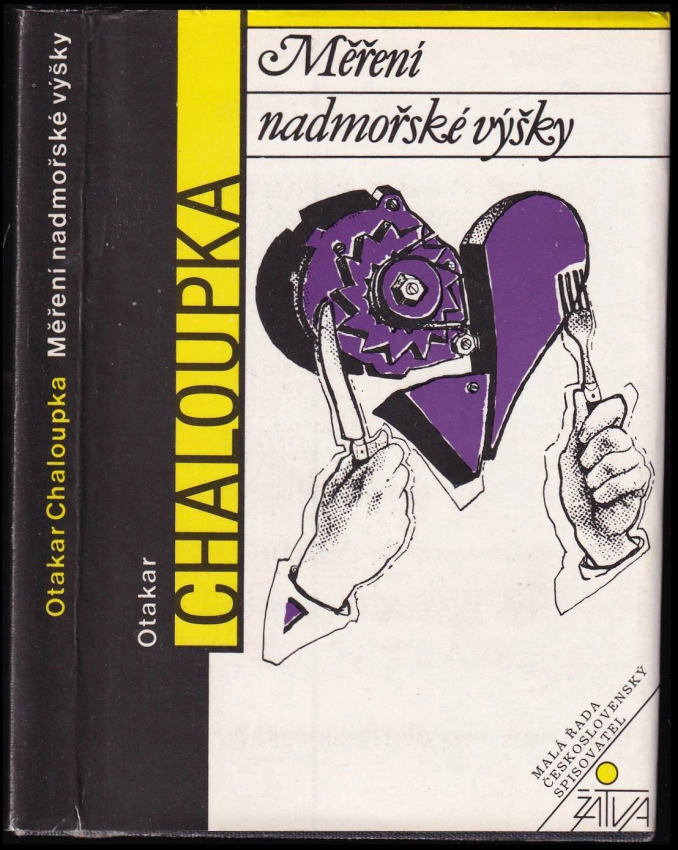 Otakar Chaloupka Měření nadmořské výšky
Otakar
CHALOUPKA
Měření
nadmořské výšky
MALÁ ŘADA
ČESKOSLOVENSKÝ
SPISOVATEL
ŽATVA